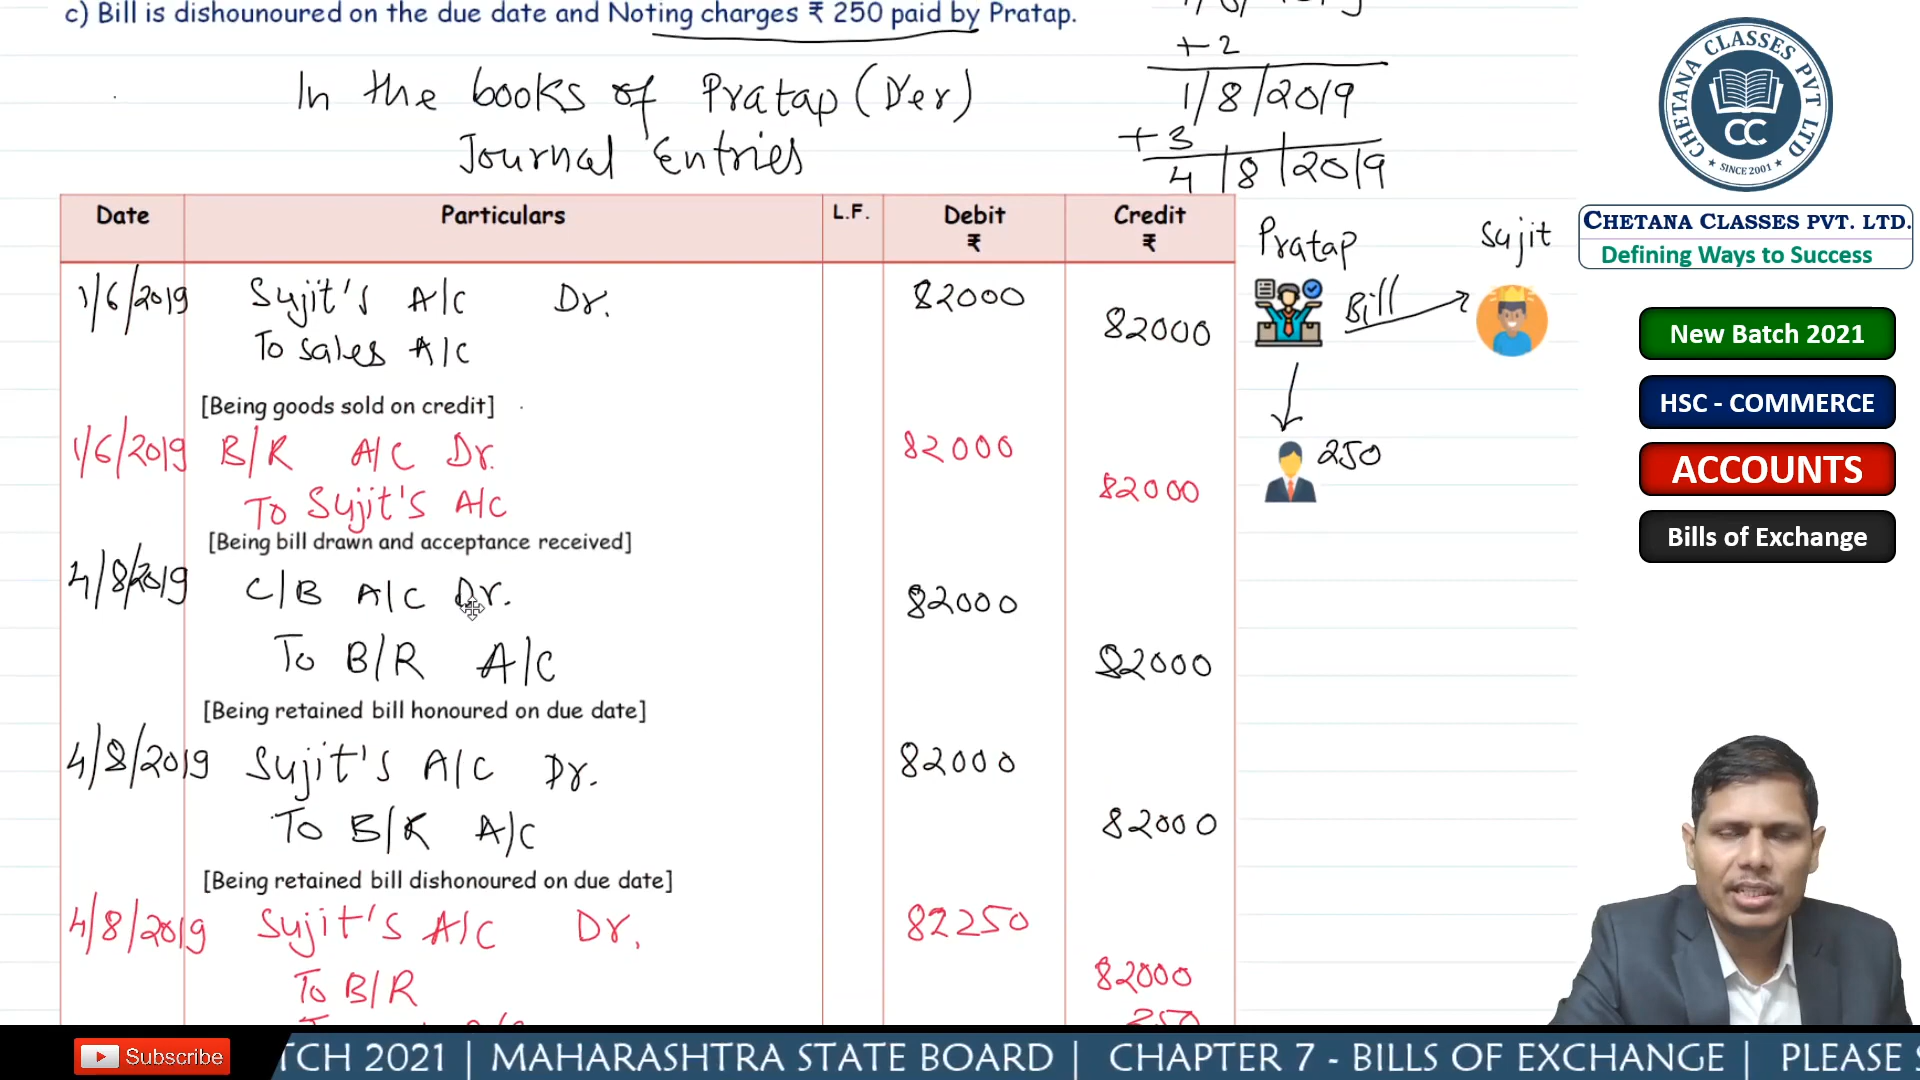 c) Bill is dishounoured on the due date and Noting charges ₹ 250 paid by Pratap.
+2
In the books of Pratap (D'er)
1/8/2019
Journal Entries
+3
4/8/2019
Date Particulars L.F. Debit ₹ Credit ₹
1/6/2019 Sujit's A/C Dr. 82000
To Sales A/C 82000
[Being goods sold on credit]
1/6/2019 B/R A/C Dr. 82000
To Sujit's A/C 82000
[Being bill drawn and acceptance received]
4/8/2019 C/B A/C Dr. 82000
To B/R A/C 82000
[Being retained bill honoured on due date]
4/8/2019 Sujit's A/C Dr. 82000
To B/R A/C 82000
[Being retained bill dishonoured on due date]
4/8/2019 Sujit's A/C Dr. 82250
To B/R 82000
250
Pratap Sujit
Bill
250
CHETANA CLASSES PVT LTD
CC
★ SINCE 2001 ★
CHETANA CLASSES PVT. LTD.
Defining Ways to Success
New Batch 2021
HSC - COMMERCE
ACCOUNTS
Bills of Exchange
Subscribe
TCH 2021 | MAHARASHTRA STATE BOARD | CHAPTER 7 - BILLS OF EXCHANGE | PLEASE